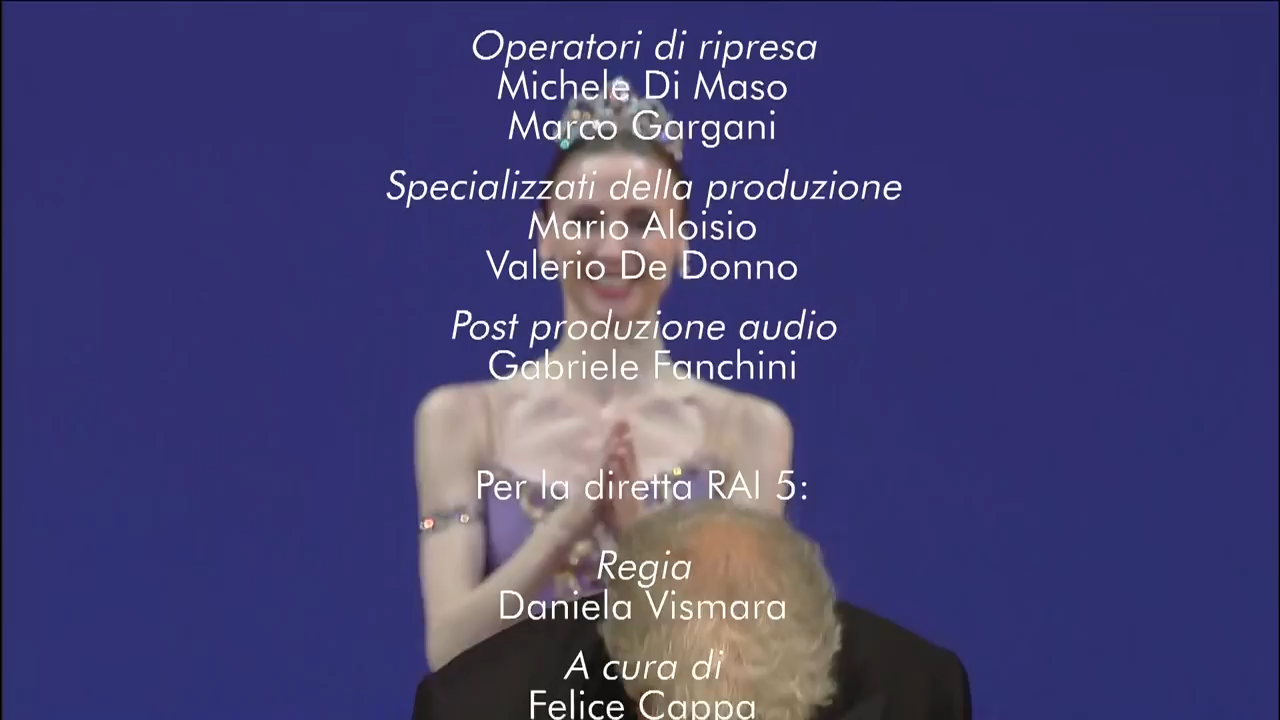 Operatori di ripresa
Michele Di Maso
Marco Gargani
Specializzati della produzione
Mario Aloisio
Valerio De Donno
Post produzione audio
Gabriele Fanchini
Per la diretta RAI 5:
Regia
Daniela Vismara
A cura di
Felice Cappa